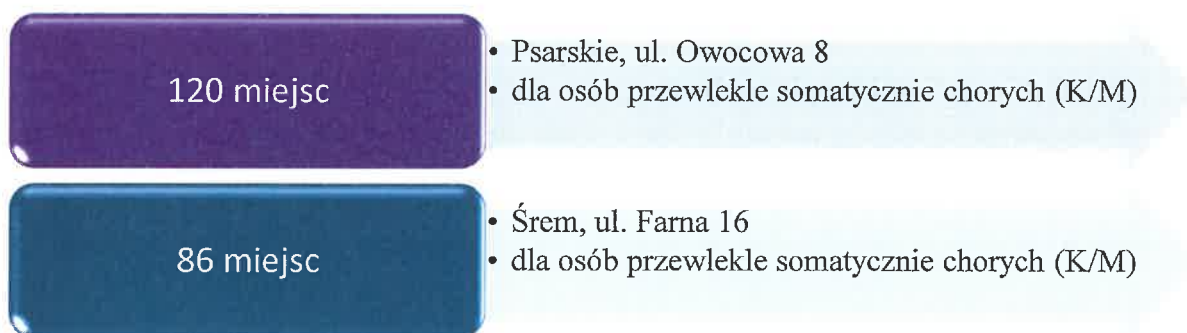 120 miejsc
• Psarskie, ul. Owocowa 8
• dla osób przewlekle somatycznie chorych (K/M)
86 miejsc
• Śrem, ul. Farna 16
• dla osób przewlekle somatycznie chorych (K/M)